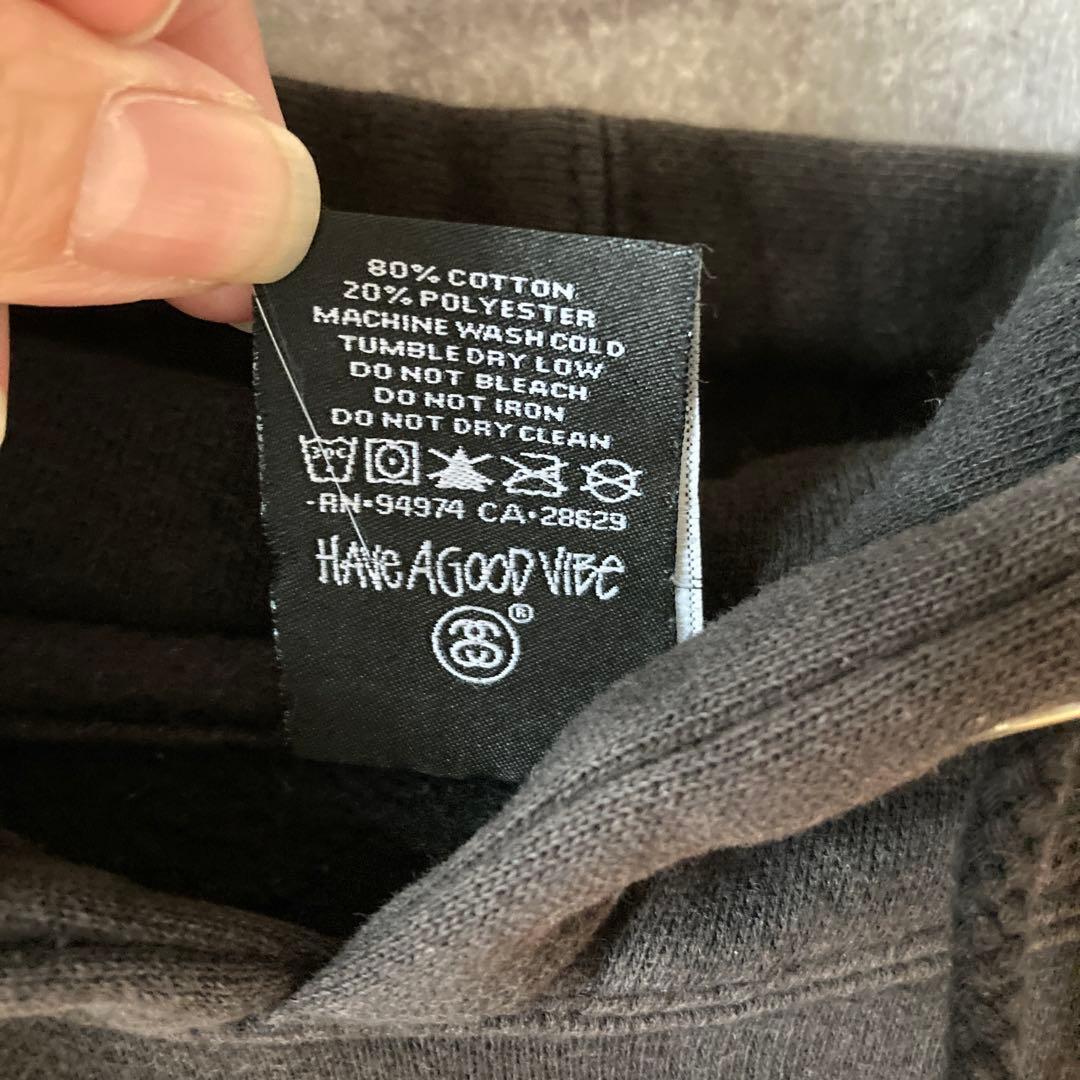 80% COTTON
20% POLYESTER
MACHINE WASH COLD
TUMBLE DRY LOW
DO NOT BLEACH
DO NOT IRON
DO NOT DRY CLEAN
30C
-RN•94974 CA•28629
HAVE A GOOD VIBE
®